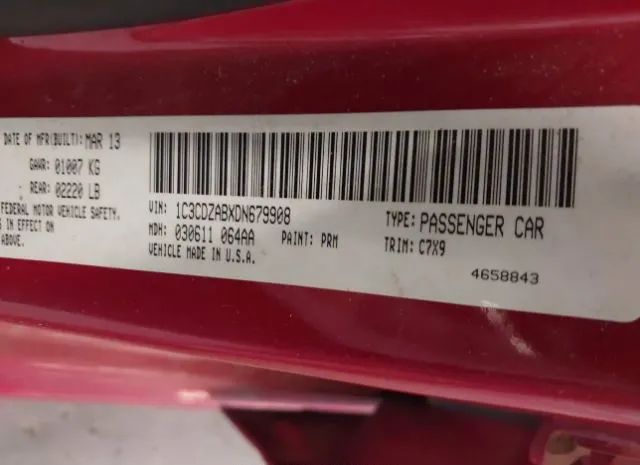 DATE OF MFR(BUILT): MAR 13
GAWR: 01007 KG
REAR: 02220 LB
FEDERAL MOTOR VEHICLE SAFETY,
S IN EFFECT ON
ABOVE.
VIN: 1C3CDZABXDN679908
MDH: 030611 064AA PAINT: PRM
VEHICLE MADE IN U.S.A.
TYPE: PASSENGER CAR
TRIM: C7X9
4658843